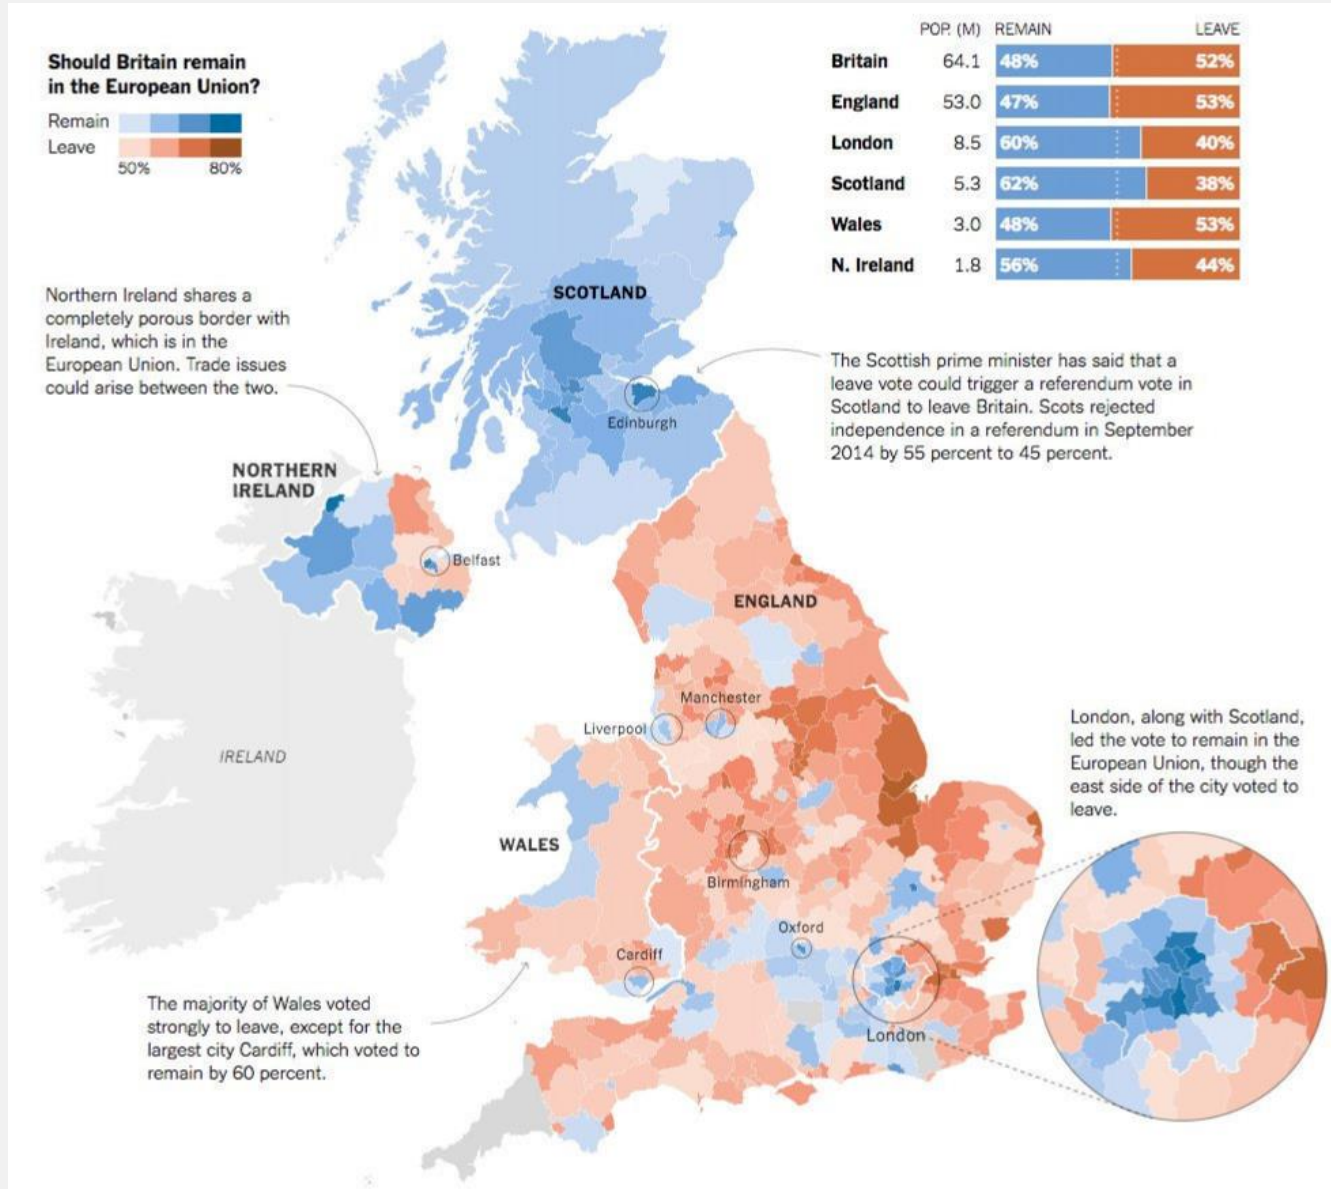 Should Britain remain
in the European Union?
Remain
Leave
50% 80%
POP. (M) REMAIN LEAVE
Britain 64.1 48% 52%
England 53.0 47% 53%
London 8.5 60% 40%
Scotland 5.3 62% 38%
Wales 3.0 48% 53%
N. Ireland 1.8 56% 44%
Northern Ireland shares a
completely porous border with
Ireland, which is in the
European Union. Trade issues
could arise between the two.
SCOTLAND
The Scottish prime minister has said that a
leave vote could trigger a referendum vote in
Scotland to leave Britain. Scots rejected
independence in a referendum in September
2014 by 55 percent to 45 percent.
Edinburgh
NORTHERN
IRELAND
Belfast
ENGLAND
Manchester
Liverpool
IRELAND
London, along with Scotland,
led the vote to remain in the
European Union, though the
east side of the city voted to
leave.
WALES
Birmingham
Oxford
Cardiff
The majority of Wales voted
strongly to leave, except for the
largest city Cardiff, which voted to
remain by 60 percent.
London